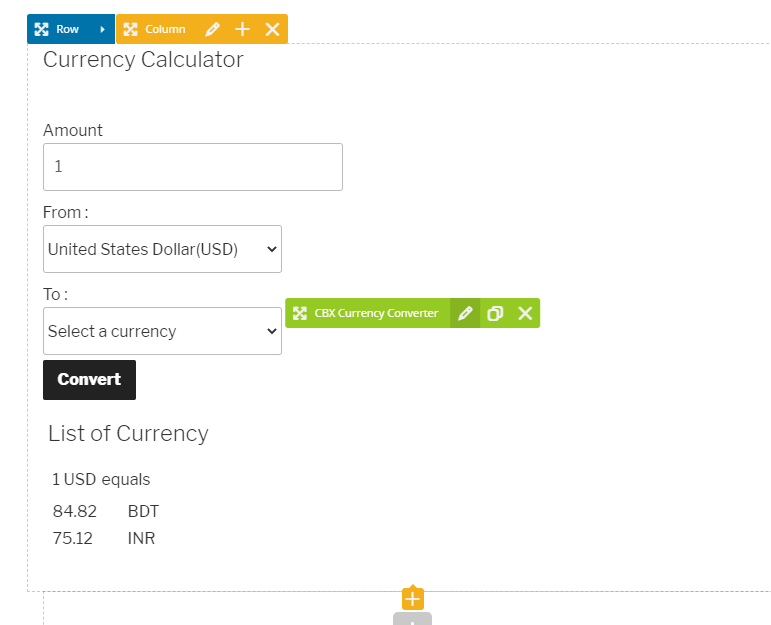 Row Column
Currency Calculator
Amount
1
From :
United States Dollar(USD)
To :
CBX Currency Converter
Select a currency
Convert
List of Currency
1 USD equals
84.82 BDT
75.12 INR